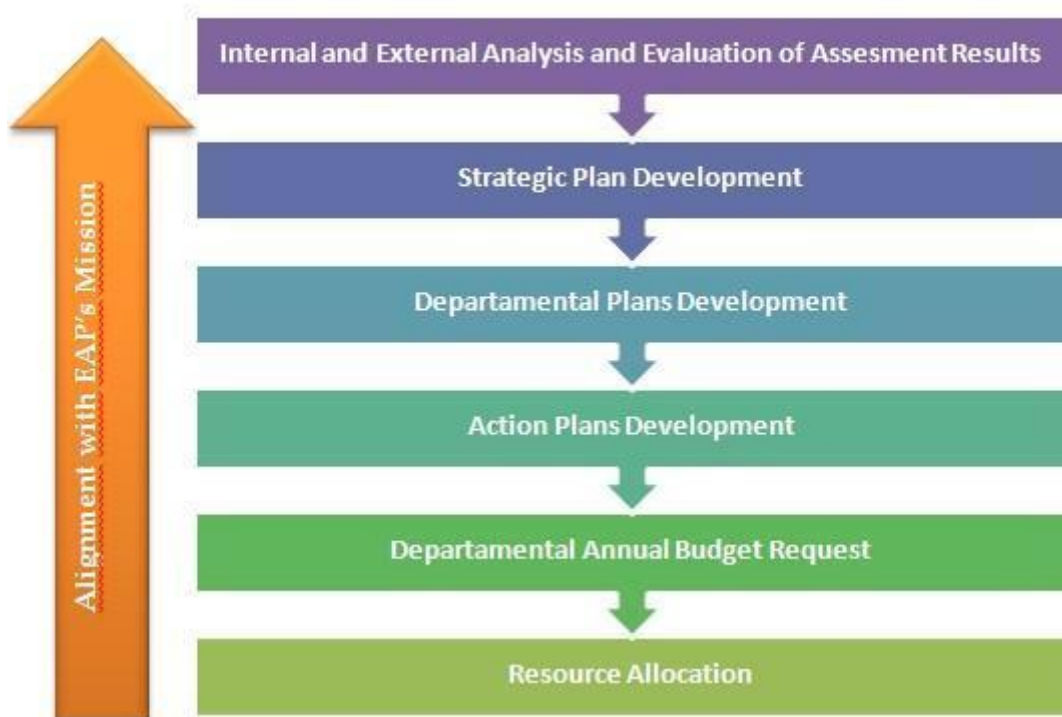 Internal and External Analysis and Evaluation of Assesment Results
Strategic Plan Development
Departamental Plans Development
Action Plans Development
Departamental Annual Budget Request
Resource Allocation
Alignment with EAP's Mission